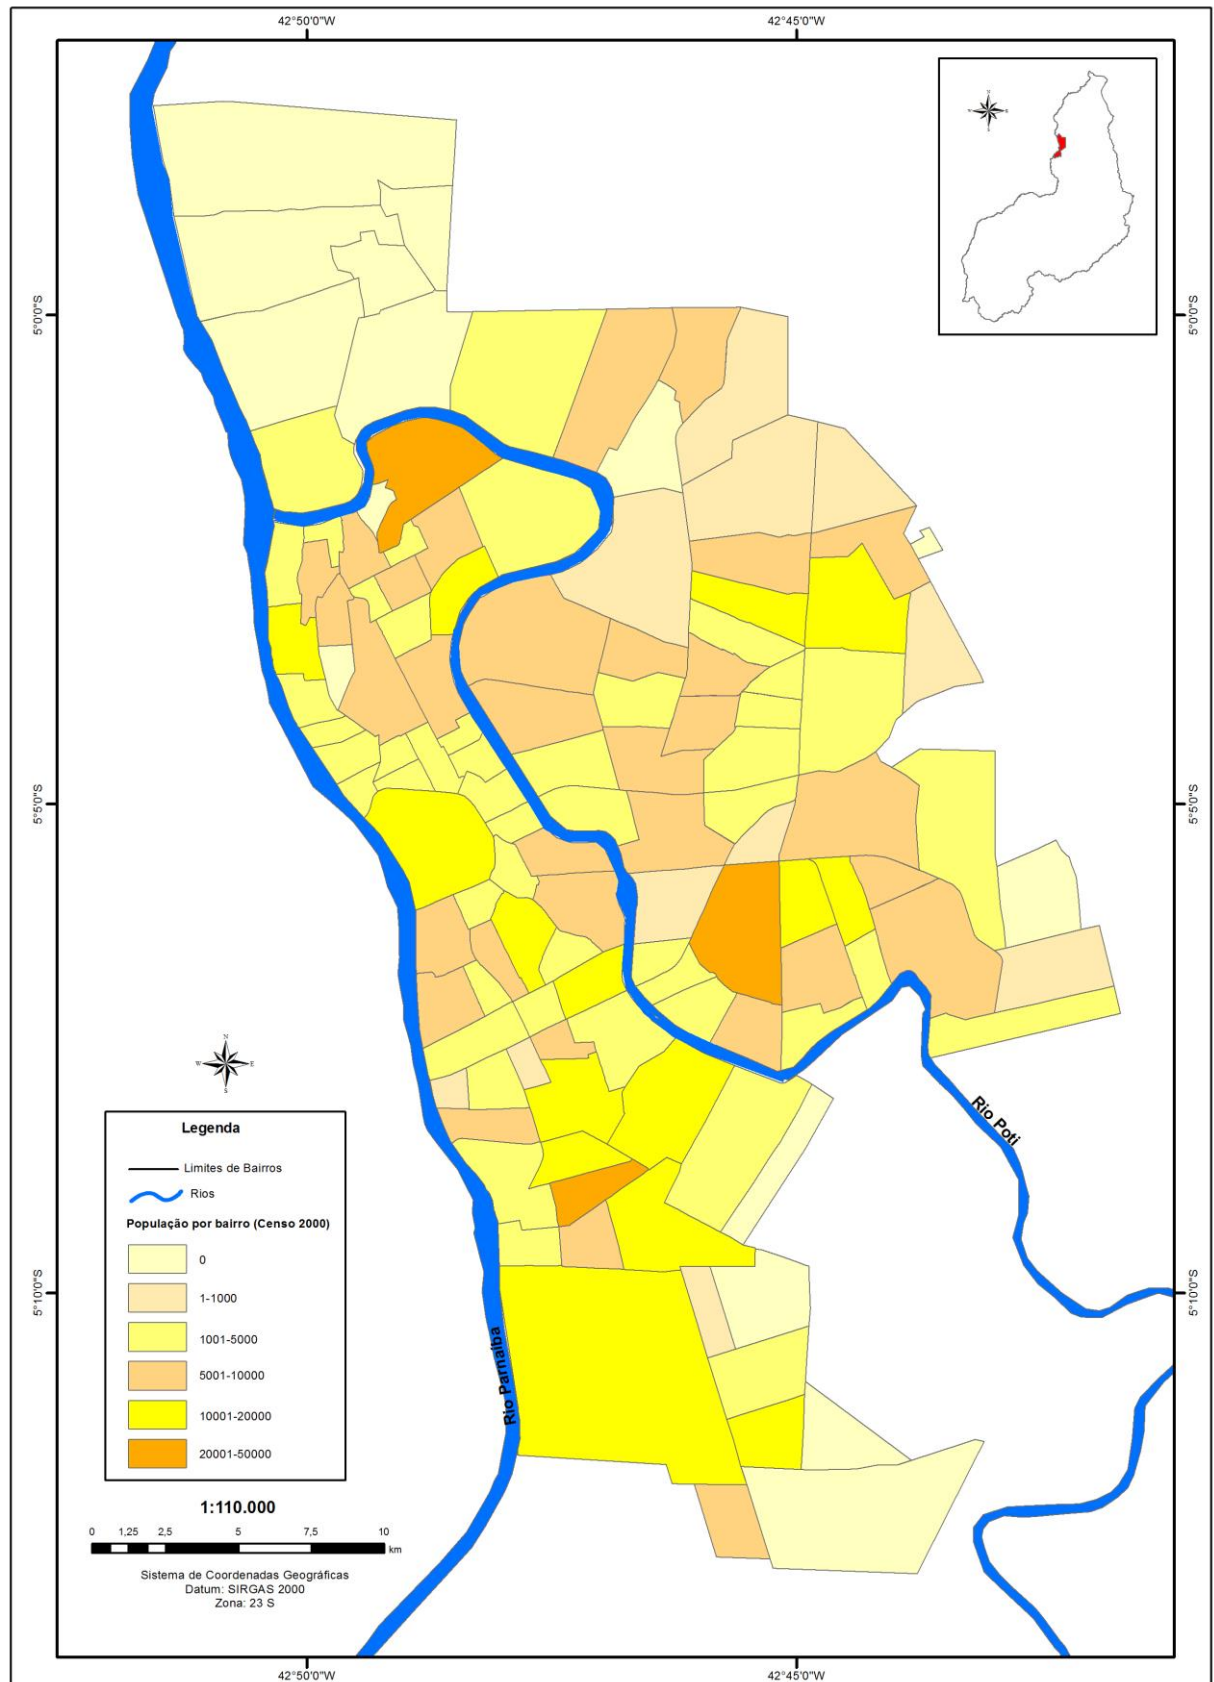 42°50'0"W
42°45'0"W
N
W
E
S
5°0'0"S
5°0'0"S
5°5'0"S
5°5'0"S
N
W
E
S
Rio Poti
Legenda
Limites de Bairros
Rios
População por bairro (Censo 2000)
0
1-1000
1001-5000
5001-10000
10001-20000
20001-50000
5°10'0"S
5°10'0"S
Rio Parnaiba
1:110.000
0 1,25 2,5 5 7,5 10
km
Sistema de Coordenadas Geográficas
Datum: SIRGAS 2000
Zona: 23 S
42°50'0"W
42°45'0"W